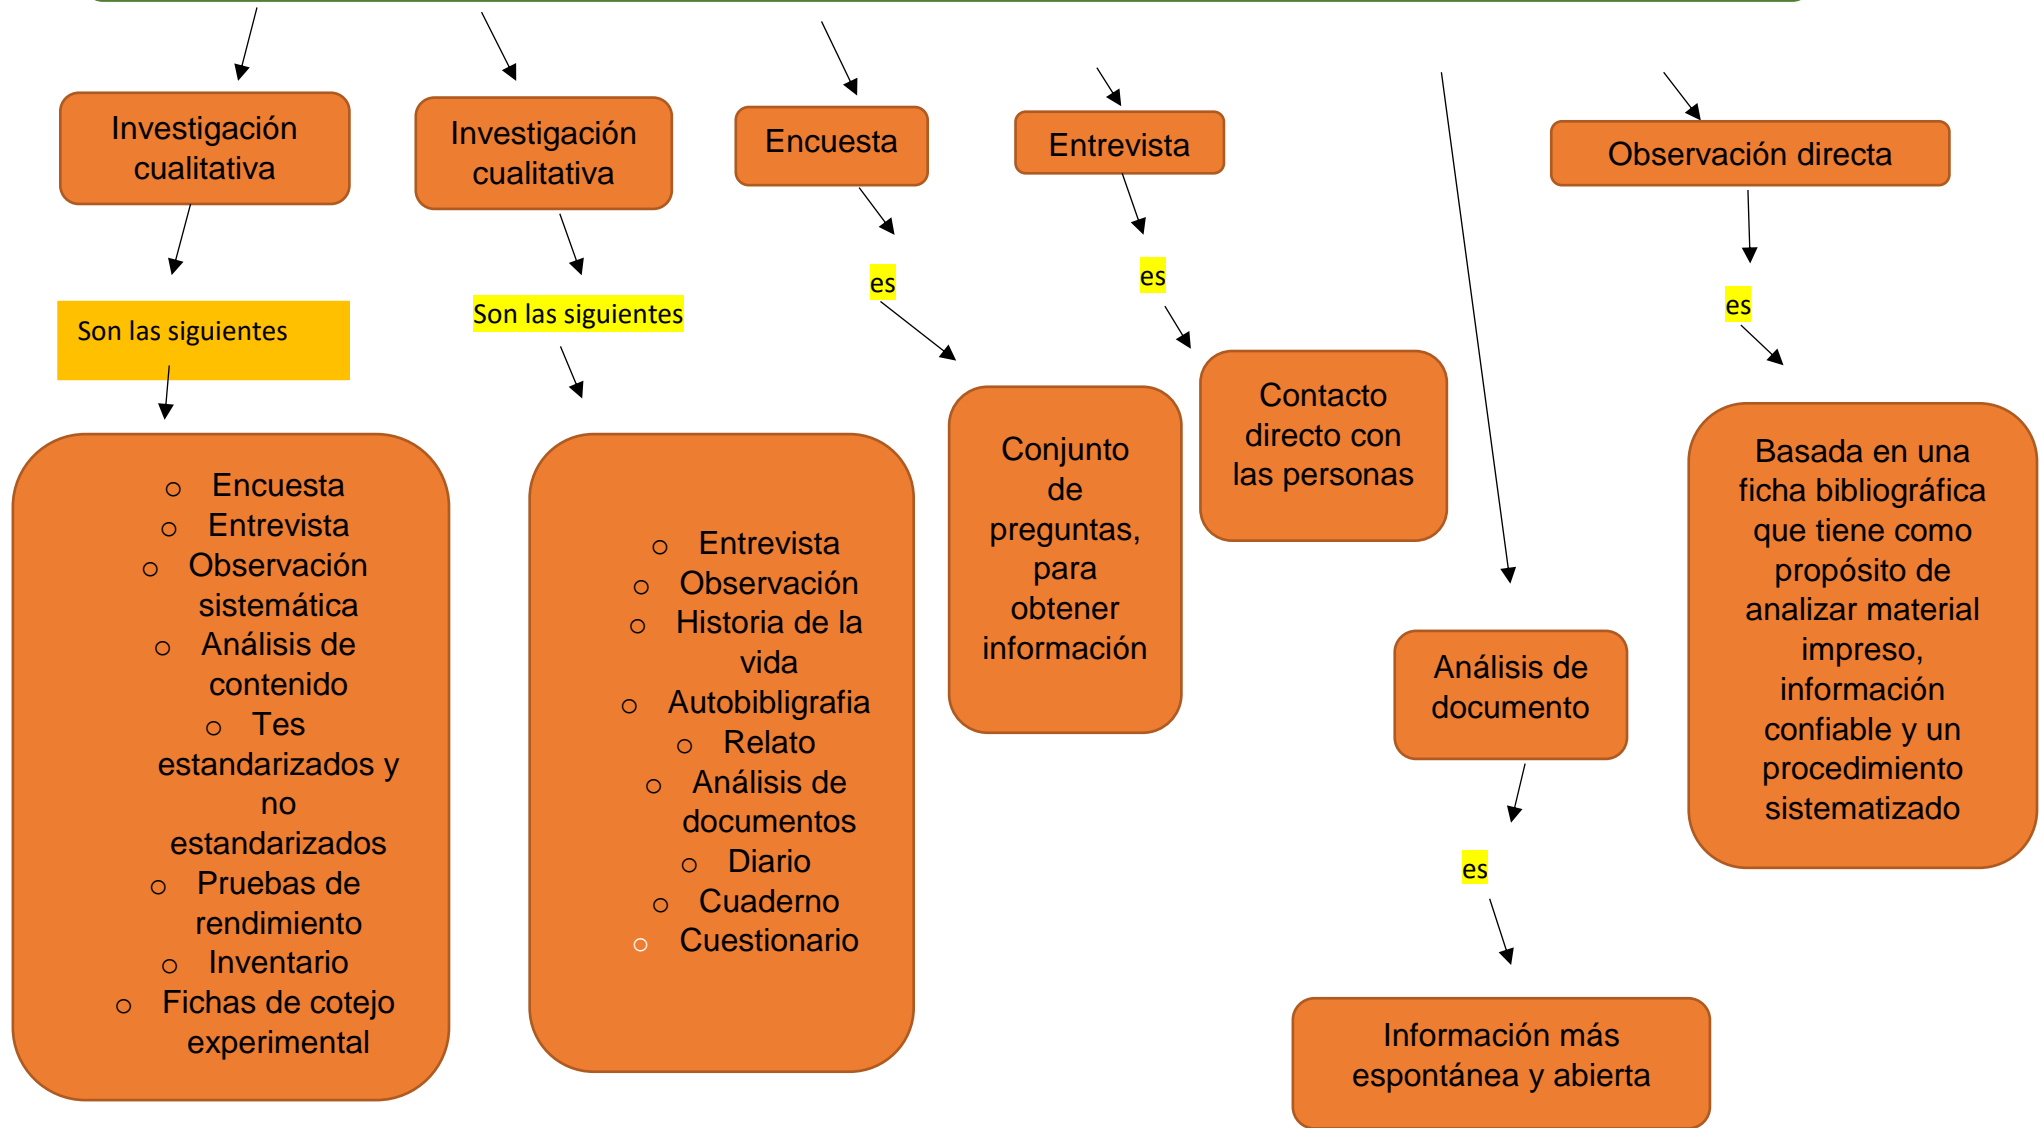 Investigación
cualitativa
Investigación
cualitativa
Encuesta
Entrevista
Observación directa
Son las siguientes
Son las siguientes
es
es
es
Encuesta
Entrevista
Observación
sistemática
Análisis de
contenido
Tes
estandarizados y
no
estandarizados
Pruebas de
rendimiento
Inventario
Fichas de cotejo
experimental
Entrevista
Observación
Historia de la
vida
Autobibligrafia
Relato
Análisis de
documentos
Diario
Cuaderno
Cuestionario
Conjunto
de
preguntas,
para
obtener
información
Contacto
directo con
las personas
Análisis de
documento
es
Información más
espontánea y abierta
Basada en una
ficha bibliográfica
que tiene como
propósito de
analizar material
impreso,
información
confiable y un
procedimiento
sistematizado